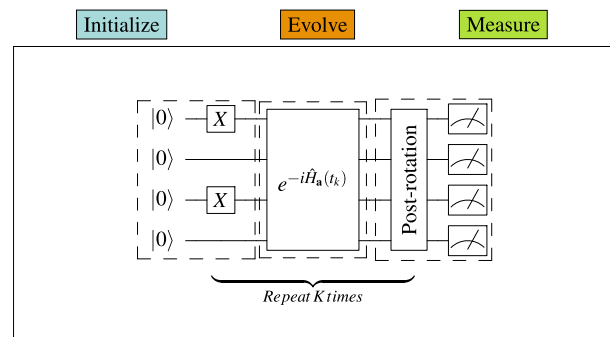 Initialize Evolve Measure
|0⟩ X
|0⟩
|0⟩ X
|0⟩
e^{-iĤ_a(t_k)}
Post-rotation
Repeat K times